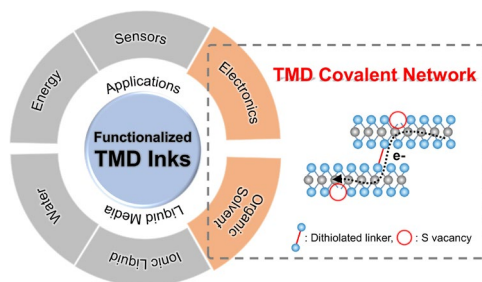 Sensors
Energy
Electronics
Applications
Functionalized
TMD Inks
Liquid Media
Water
Ionic Liquid
Organic
Solvent
TMD Covalent Network
e-
: Dithiolated linker, : S vacancy